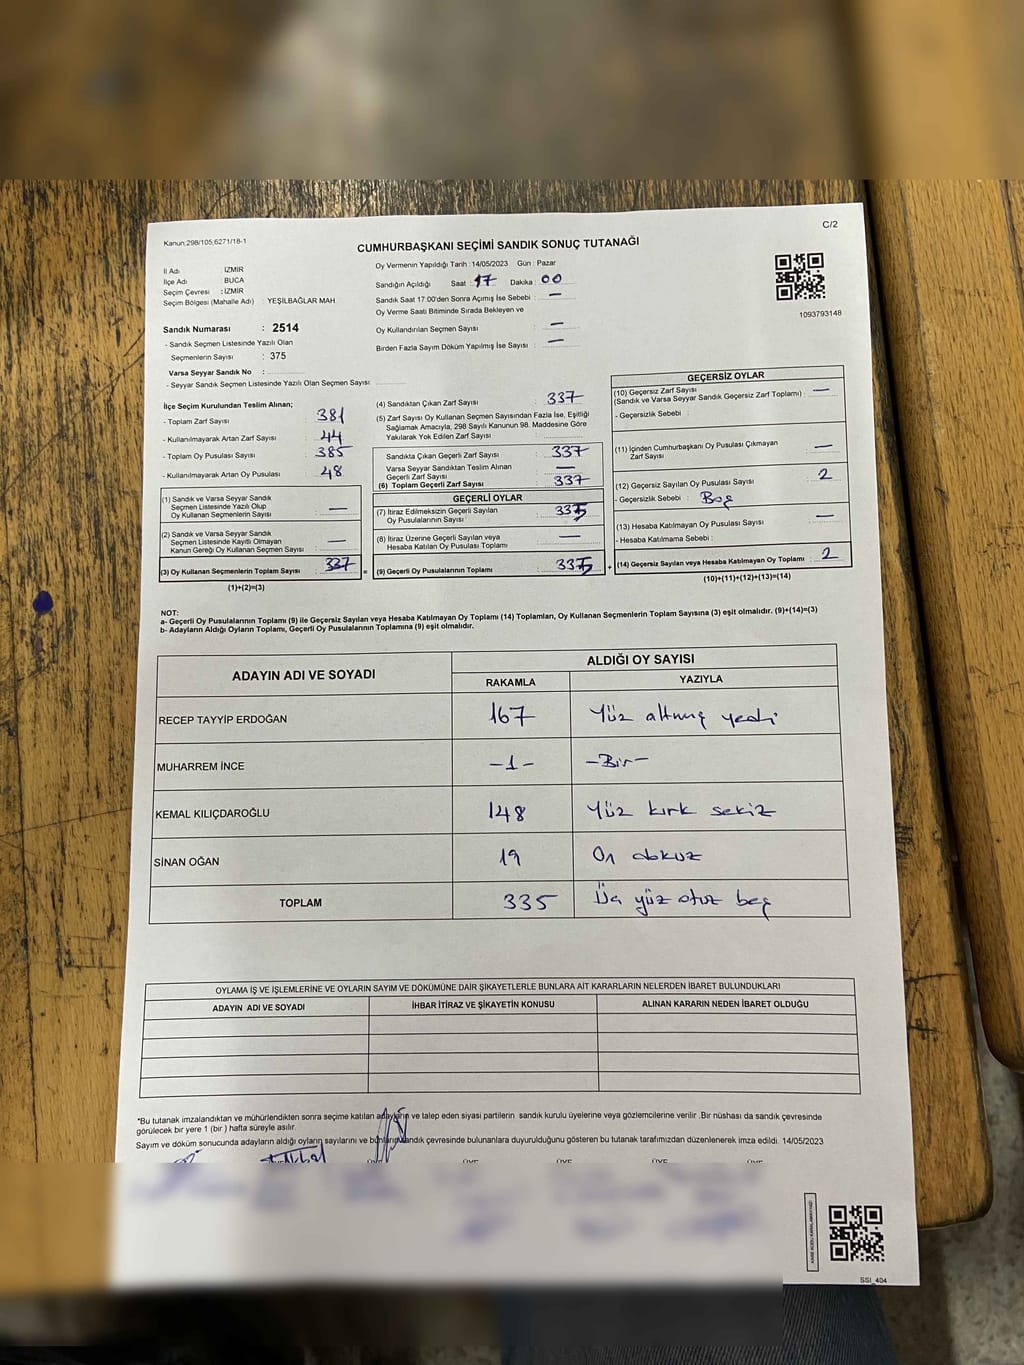 C/2
Kanun;298/105;6271/18-1
CUMHURBAŞKANI SEÇİMİ SANDIK SONUÇ TUTANAĞI
İl Adı İZMİR
İlçe Adı BUCA
Seçim Çevresi : İZMİR
Seçim Bölgesi (Mahalle Adı) : YEŞİLBAĞLAR MAH
Sandık Numarası : 2514
- Sandık Seçmen Listesinde Yazılı Olan
Seçmenlerin Sayısı : 375
Varsa Seyyar Sandık No :
- Seyyar Sandık Seçmen Listesinde Yazılı Olan Seçmen Sayısı :
Oy Vermenin Yapıldığı Tarih : 14/05/2023 Gün : Pazar
Sandığın Açıldığı Saat : 17 Dakika : 00
Sandık Saat 17:00'den Sonra Açılmış İse Sebebi : —
Oy Verme Saati Bitiminde Sırada Bekleyen ve
Oy Kullandırılan Seçmen Sayısı : —
Birden Fazla Sayım Döküm Yapılmış İse Sayısı : —
1093793148
İlçe Seçim Kurulundan Teslim Alınan;
- Toplam Zarf Sayısı : 381
- Kullanılmayarak Artan Zarf Sayısı : 44
- Toplam Oy Pusulası Sayısı : 385
- Kullanılmayarak Artan Oy Pusulası : 48
(1) Sandık ve Varsa Seyyar Sandık
Seçmen Listesinde Yazılı Olup
Oy Kullanan Seçmenlerin Sayısı : —
(2) Sandık ve Varsa Seyyar Sandık
Seçmen Listesinde Kayıtlı Olmayan
Kanun Gereği Oy Kullanan Seçmen Sayısı : —
(3) Oy Kullanan Seçmenlerin Toplam Sayısı : 337
(1)+(2)=(3)
(4) Sandıktan Çıkan Zarf Sayısı : 337
(5) Zarf Sayısı Oy Kullanan Seçmen Sayısından Fazla İse, Eşitliği
Sağlamak Amacıyla, 298 Sayılı Kanunun 98. Maddesine Göre
Yakılarak Yok Edilen Zarf Sayısı :
Sandıkta Çıkan Geçerli Zarf Sayısı : 337
Varsa Seyyar Sandıktan Teslim Alınan
Geçerli Zarf Sayısı : —
(6) Toplam Geçerli Zarf Sayısı : 337
GEÇERLİ OYLAR
(7) İtiraz Edilmeksizin Geçerli Sayılan
Oy Pusulalarının Sayısı : 335
(8) İtiraz Üzerine Geçerli Sayılan veya
Hesaba Katılan Oy Pusulası Toplamı : —
= (9) Geçerli Oy Pusulalarının Toplamı : 335
GEÇERSİZ OYLAR
(10) Geçersiz Zarf Sayısı
(Sandık ve Varsa Seyyar Sandık Geçersiz Zarf Toplamı) : —
- Geçersizlik Sebebi :
(11) İçinden Cumhurbaşkanı Oy Pusulası Çıkmayan
Zarf Sayısı : —
(12) Geçersiz Sayılan Oy Pusulası Sayısı : 2
- Geçersizlik Sebebi : Boş
(13) Hesaba Katılmayan Oy Pusulası Sayısı : —
- Hesaba Katılmama Sebebi :
+ (14) Geçersiz Sayılan veya Hesaba Katılmayan Oy Toplamı : 2
(10)+(11)+(12)+(13)=(14)
NOT:
a- Geçerli Oy Pusulalarının Toplamı (9) ile Geçersiz Sayılan veya Hesaba Katılmayan Oy Toplamı (14) Toplamları, Oy Kullanan Seçmenlerin Toplam Sayısına (3) eşit olmalıdır. (9)+(14)=(3)
b- Adayların Aldığı Oyların Toplamı, Geçerli Oy Pusulalarının Toplamına (9) eşit olmalıdır.
ADAYIN ADI VE SOYADI
ALDIĞI OY SAYISI
RAKAMLA YAZIYLA
RECEP TAYYİP ERDOĞAN 167 Yüz altmış yedi
MUHARREM İNCE -1- -Bir-
KEMAL KILIÇDAROĞLU 148 Yüz kırk sekiz
SİNAN OĞAN 19 On dokuz
TOPLAM 335 Üç yüz otuz beş
OYLAMA İŞ VE İŞLEMLERİNE VE OYLARIN SAYIM VE DÖKÜMÜNE DAİR ŞİKAYETLERLE BUNLARA AİT KARARLARIN NELERDEN İBARET BULUNDUKLARI
ADAYIN ADI VE SOYADI İHBAR İTİRAZ VE ŞİKAYETİN KONUSU ALINAN KARARIN NEDEN İBARET OLDUĞU
*Bu tutanak imzalandıktan ve mühürlendikten sonra seçime katılan adayların ve talep eden siyasi partilerin sandık kurulu üyelerine veya gözlemcilerine verilir .Bir nüshası da sandık çevresinde
görülecek bir yere 1 (bir ) hafta süreyle asılır.
Sayım ve döküm sonucunda adayların aldığı oyların sayılarını ve bunların sandık çevresinde bulunanlara duyurulduğunu gösteren bu tutanak tarafımızdan düzenlenerek imza edildi. 14/05/2023
SSI_404